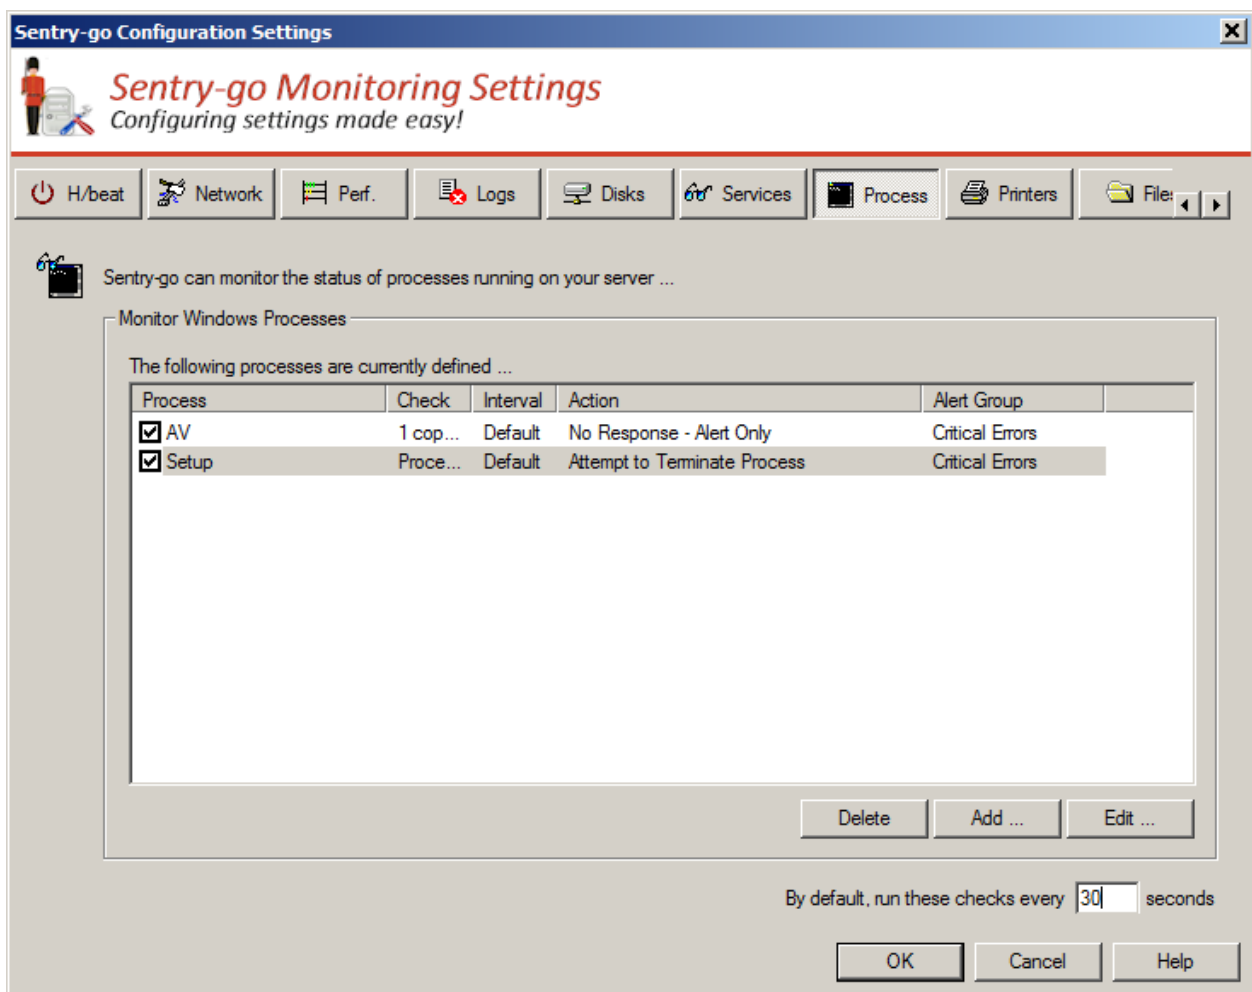 Sentry-go Configuration Settings
Sentry-go Monitoring Settings
Configuring settings made easy!
H/beat Network Perf. Logs Disks Services Process Printers Files
Sentry-go can monitor the status of processes running on your server ...
Monitor Windows Processes
The following processes are currently defined ...
Process Check Interval Action Alert Group
AV 1 cop... Default No Response - Alert Only Critical Errors
Setup Proce... Default Attempt to Terminate Process Critical Errors
Delete Add ... Edit ...
By default, run these checks every 30 seconds
OK Cancel Help